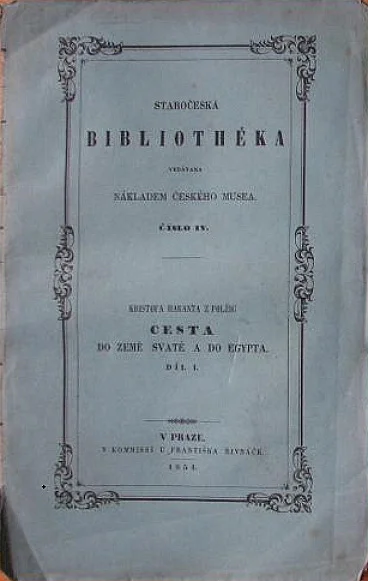 STAROČESKÁ
BIBLIOTHÉKA
VYDÁVANÁ
NÁKLADEM ČESKÉHO MUSEA.
ČÍSLO IV.
KRISTOFA HARANTA Z POLŽIC
CESTA
DO ZEMĚ SVATÉ A DO EGYPTA.
DÍL I.
V PRAZE.
V KOMMISSÍ U FRANTIŠKA ŘIVNÁČE.
1854.